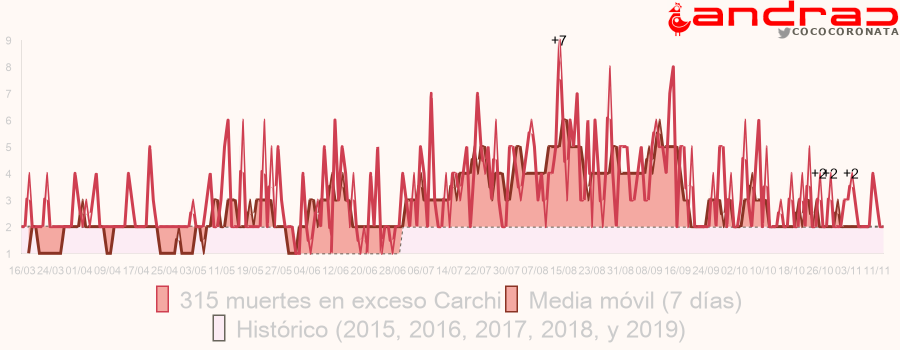 andrac
COCOCORONATA
+7
9
8
7
6
5
4
3
2
1
+2 +2 +2
16/03 24/03 01/04 09/04 17/04 25/04 03/05 11/05 19/05 27/05 04/06 12/06 20/06 28/06 06/07 14/07 22/07 30/07 07/08 15/08 23/08 31/08 08/09 16/09 24/09 02/10 10/10 18/10 26/10 03/11 11/11
315 muertes en exceso Carchi Media móvil (7 días)
Histórico (2015, 2016, 2017, 2018, y 2019)